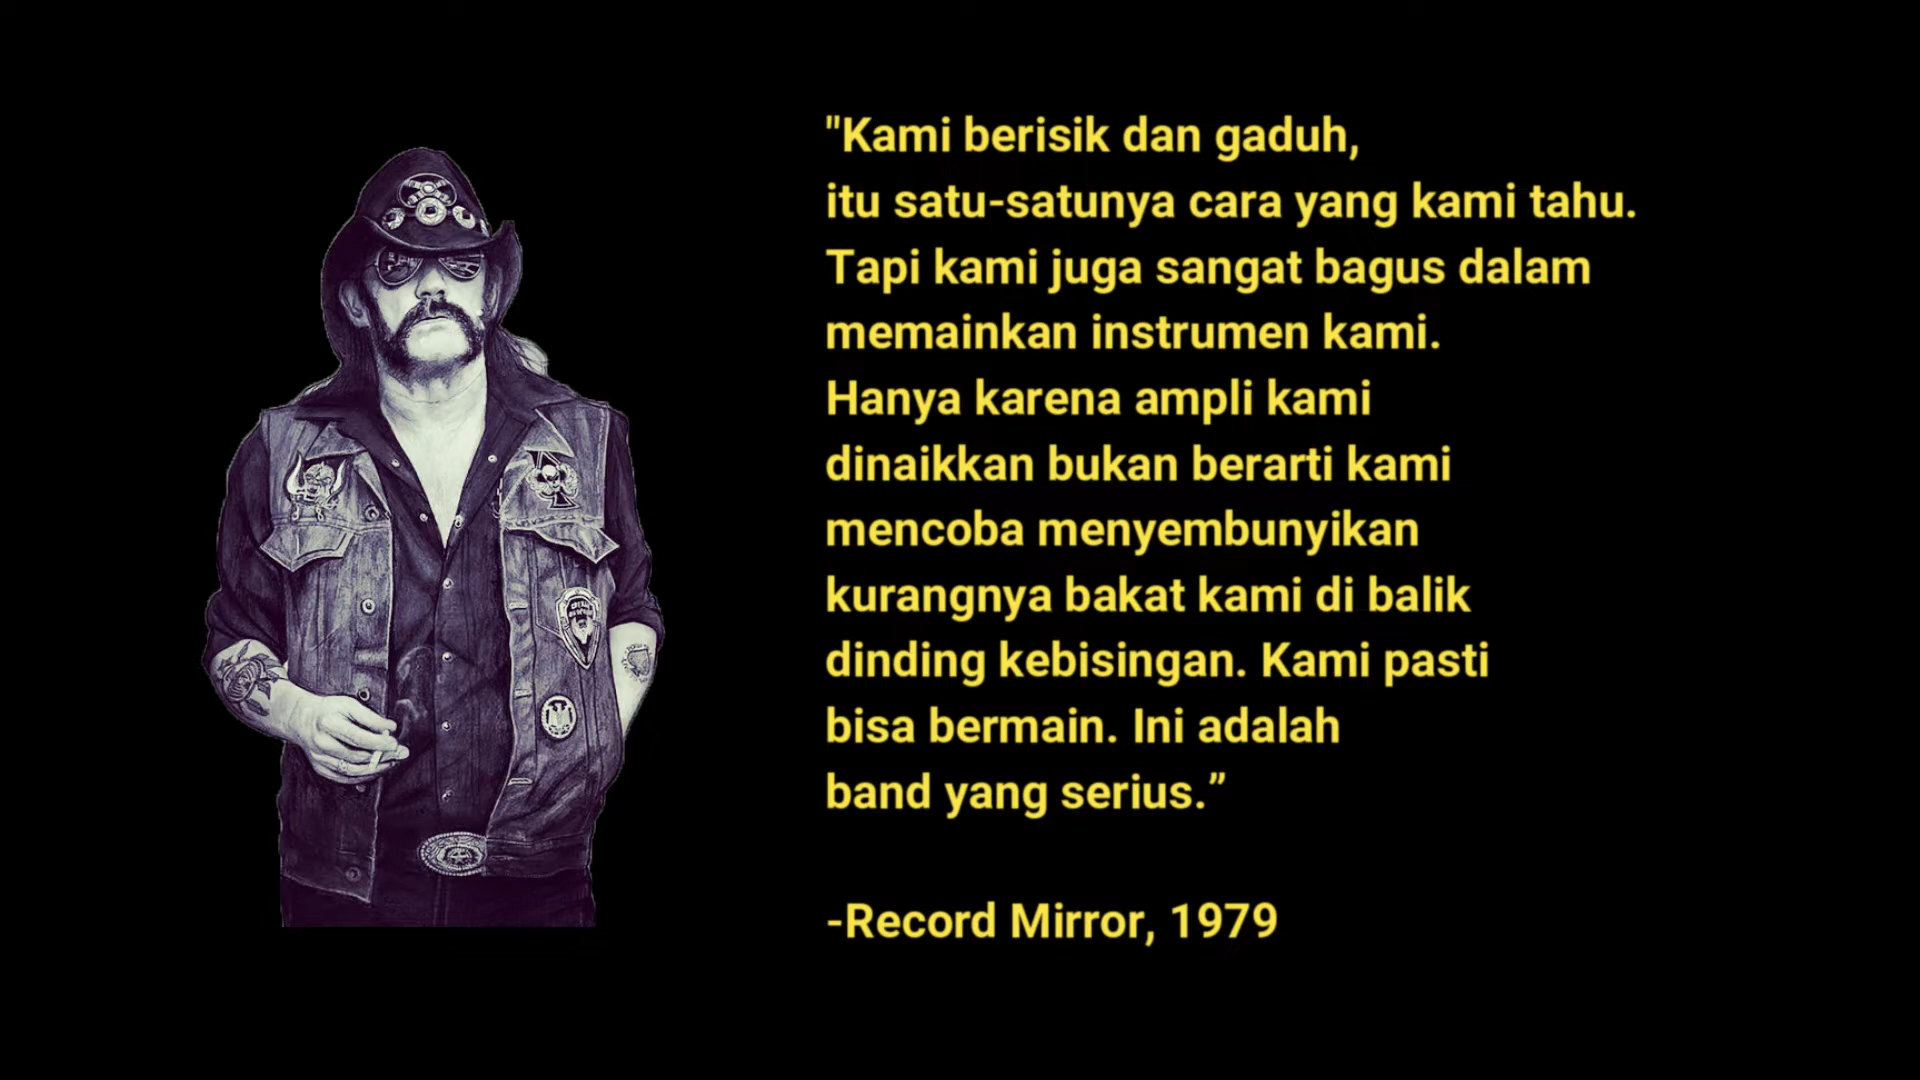 "Kami berisik dan gaduh,
itu satu-satunya cara yang kami tahu.
Tapi kami juga sangat bagus dalam
memainkan instrumen kami.
Hanya karena ampli kami
dinaikkan bukan berarti kami
mencoba menyembunyikan
kurangnya bakat kami di balik
dinding kebisingan. Kami pasti
bisa bermain. Ini adalah
band yang serius.”
-Record Mirror, 1979